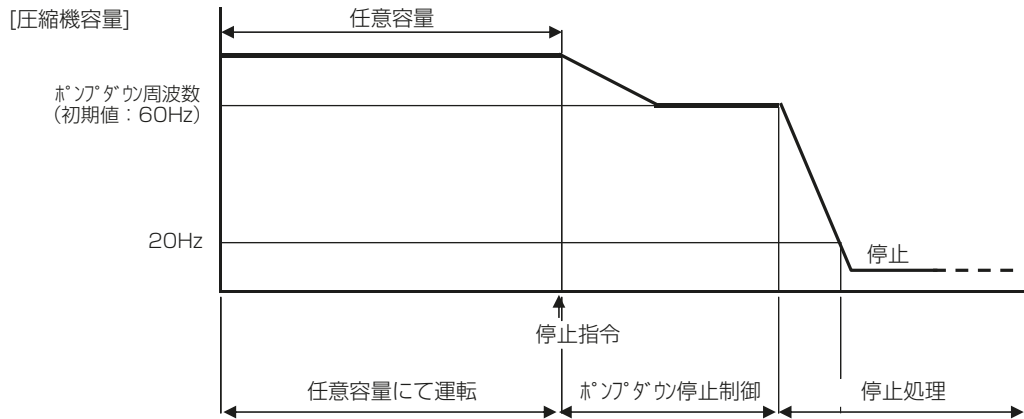 [圧縮機容量]
任意容量
ﾎﾟﾝﾌﾟﾀﾞｳﾝ周波数
(初期値：60Hz)
20Hz
停止
停止指令
任意容量にて運転
ﾎﾟﾝﾌﾟﾀﾞｳﾝ停止制御
停止処理